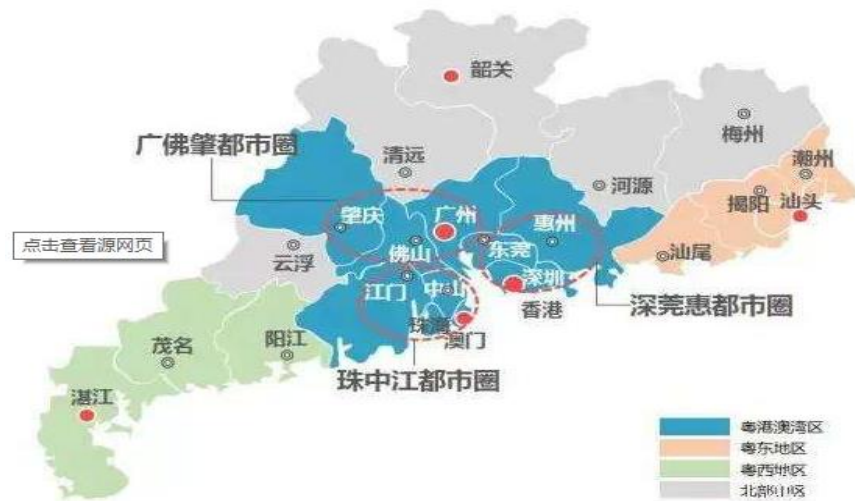 韶关
梅州
广佛肇都市圈
清远
潮州
河源
揭阳
汕头
肇庆
广州
惠州
点击查看源网页
云浮
佛山
东莞
汕尾
江门
中山
深圳
香港
深莞惠都市圈
珠海
澳门
茂名
阳江
珠中江都市圈
湛江
粤港澳湾区
粤东地区
粤西地区
北部山区